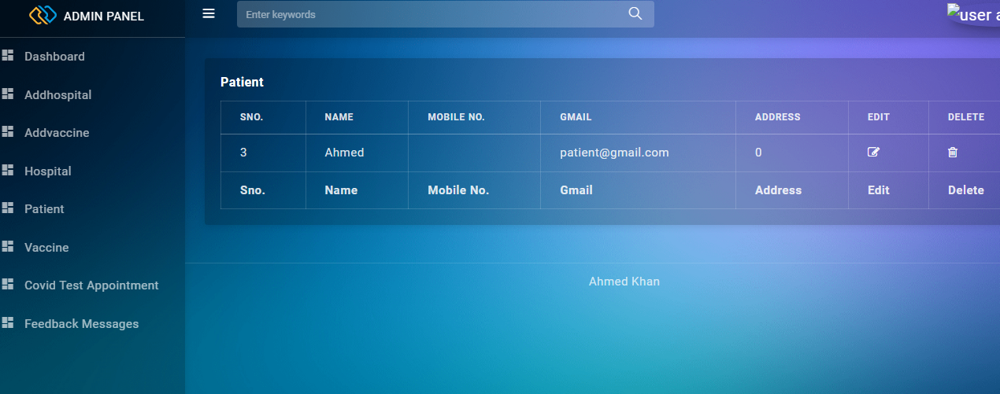 ADMIN PANEL
Enter keywords
user a
Dashboard
Addhospital
Addvaccine
Hospital
Patient
Vaccine
Covid Test Appointment
Feedback Messages
Patient
SNO. NAME MOBILE NO. GMAIL ADDRESS EDIT DELETE
3 Ahmed patient@gmail.com 0
Sno. Name Mobile No. Gmail Address Edit Delete
Ahmed Khan